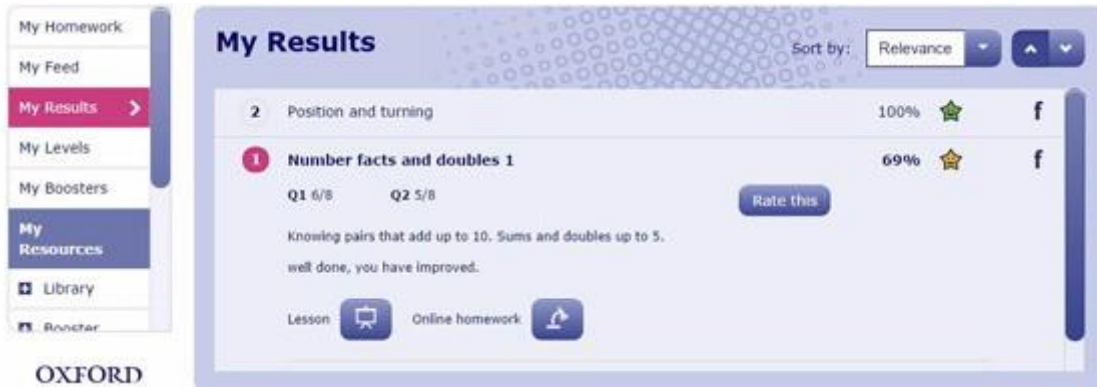 My Homework
My Feed
My Results
My Levels
My Boosters
My
Resources
Library
Booster
OXFORD
My Results
Sort by: Relevance
2 Position and turning 100% f
1 Number facts and doubles 1 69% f
Q1 6/8 Q2 5/8 Rate this
Knowing pairs that add up to 10. Sums and doubles up to 5.
well done, you have improved.
Lesson Online homework